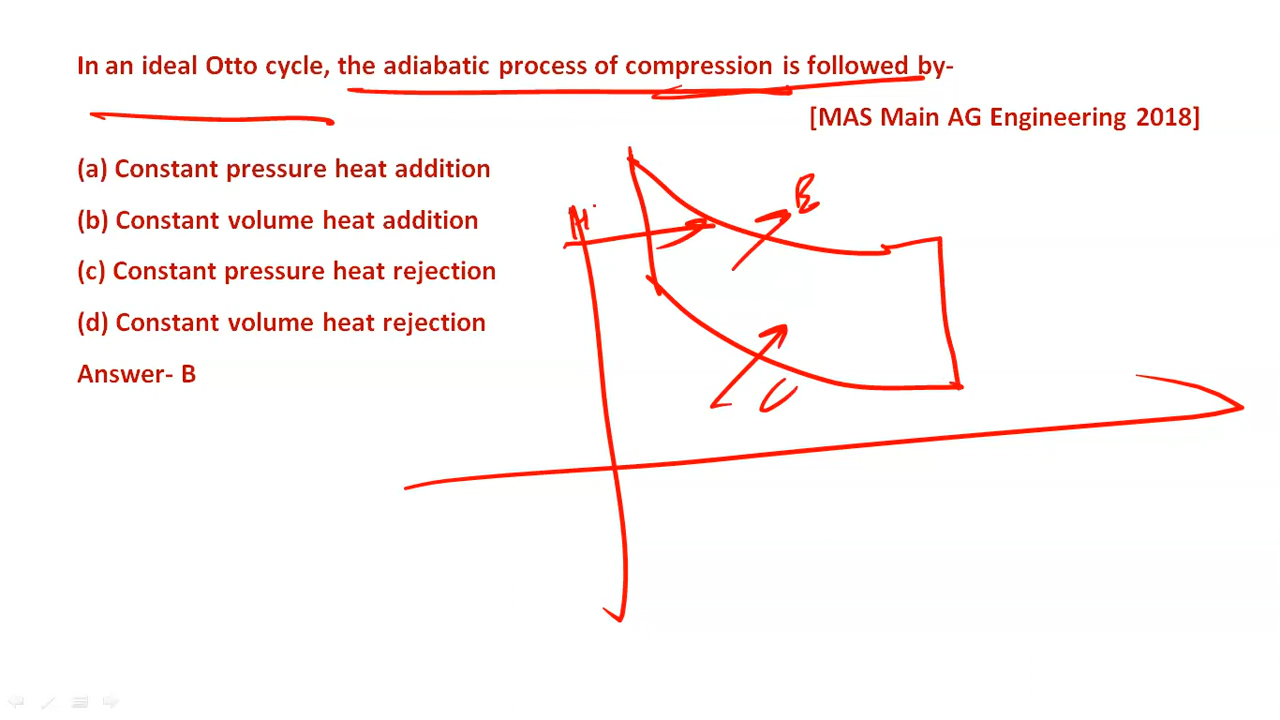 In an ideal Otto cycle, the adiabatic process of compression is followed by-
[MAS Main AG Engineering 2018]
(a) Constant pressure heat addition
(b) Constant volume heat addition
(c) Constant pressure heat rejection
(d) Constant volume heat rejection
Answer- B
H
E
C